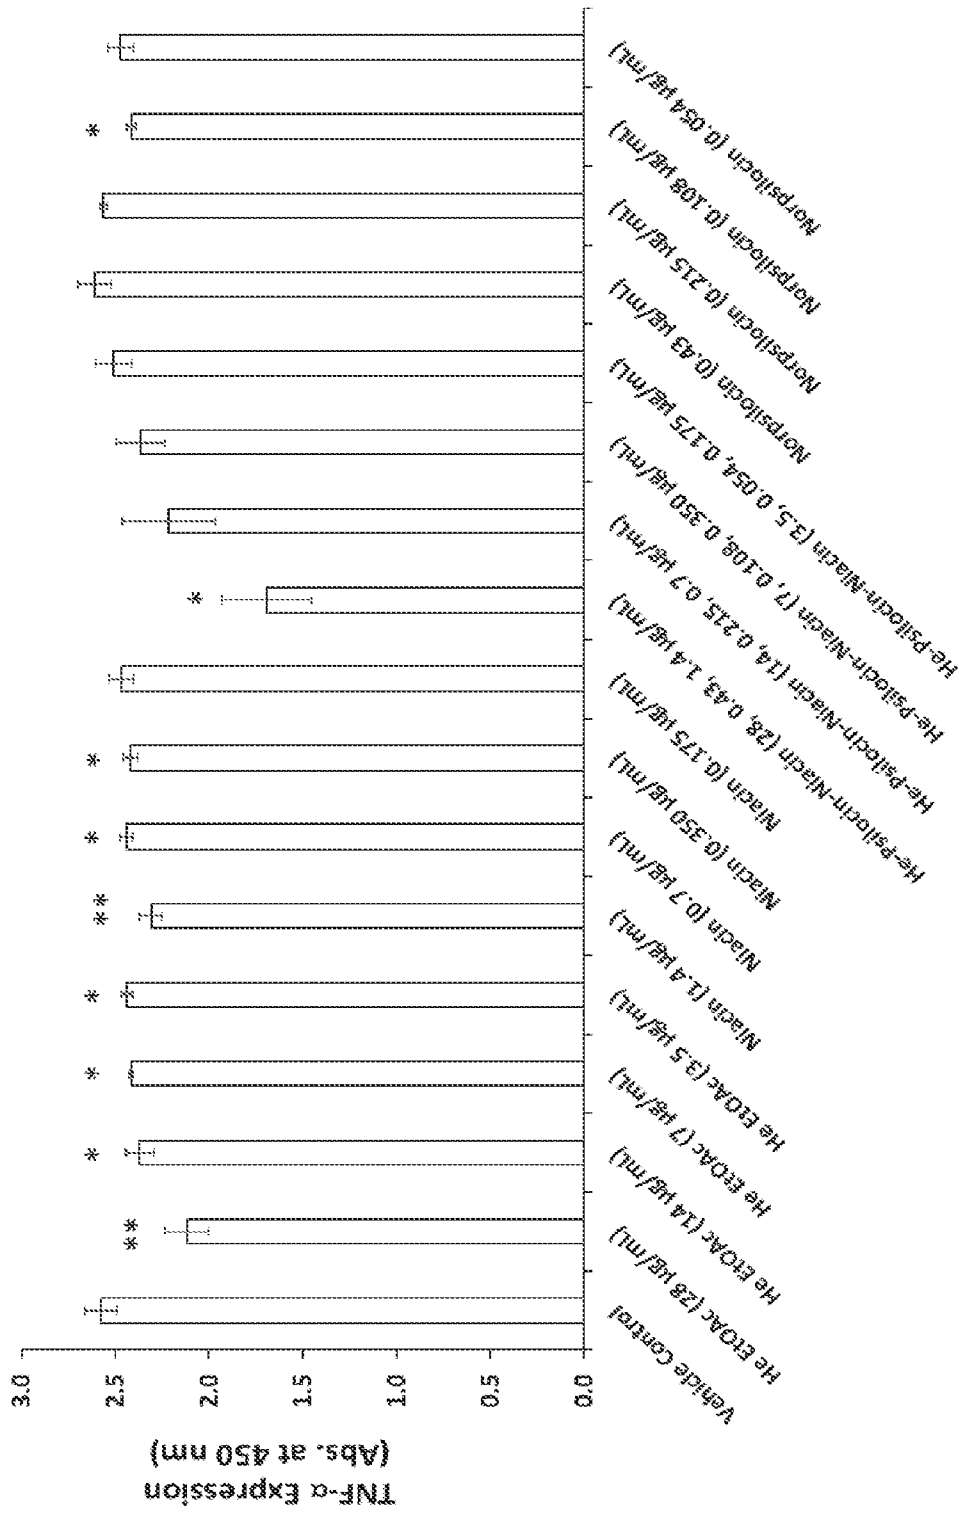 TNF-α Expression
(Abs. at 450 nm)
3.0
2.5
2.0
1.5
1.0
0.5
0.0
**
*
*
*
**
*
*
*
*
Vehicle Control
He EtOAc (28 µg/mL)
He EtOAc (14 µg/mL)
He EtOAc (7 µg/mL)
He EtOAc (3.5 µg/mL)
Niacin (1.4 µg/mL)
Niacin (0.7 µg/mL)
Niacin (0.350 µg/mL)
Niacin (0.175 µg/mL)
He-Psilocin-Niacin (28, 0.43, 1.4 µg/mL)
He-Psilocin-Niacin (14, 0.215, 0.7 µg/mL)
He-Psilocin-Niacin (7, 0.108, 0.350 µg/mL)
He-Psilocin-Niacin (3.5, 0.054, 0.175 µg/mL)
Norpsilocin (0.43 µg/mL)
Norpsilocin (0.215 µg/mL)
Norpsilocin (0.108 µg/mL)
Norpsilocin (0.054 µg/mL)